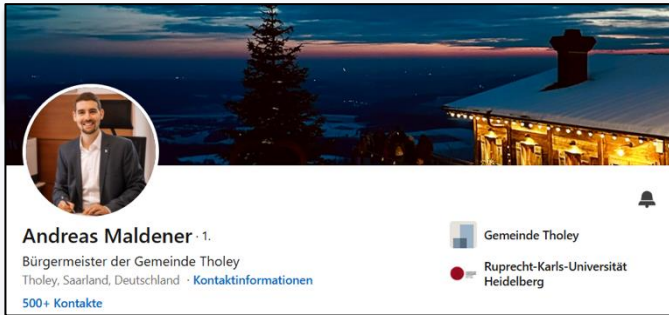 Andreas Maldener · 1.
Bürgermeister der Gemeinde Tholey
Tholey, Saarland, Deutschland · Kontaktinformationen
500+ Kontakte
Gemeinde Tholey
Ruprecht-Karls-Universität
Heidelberg